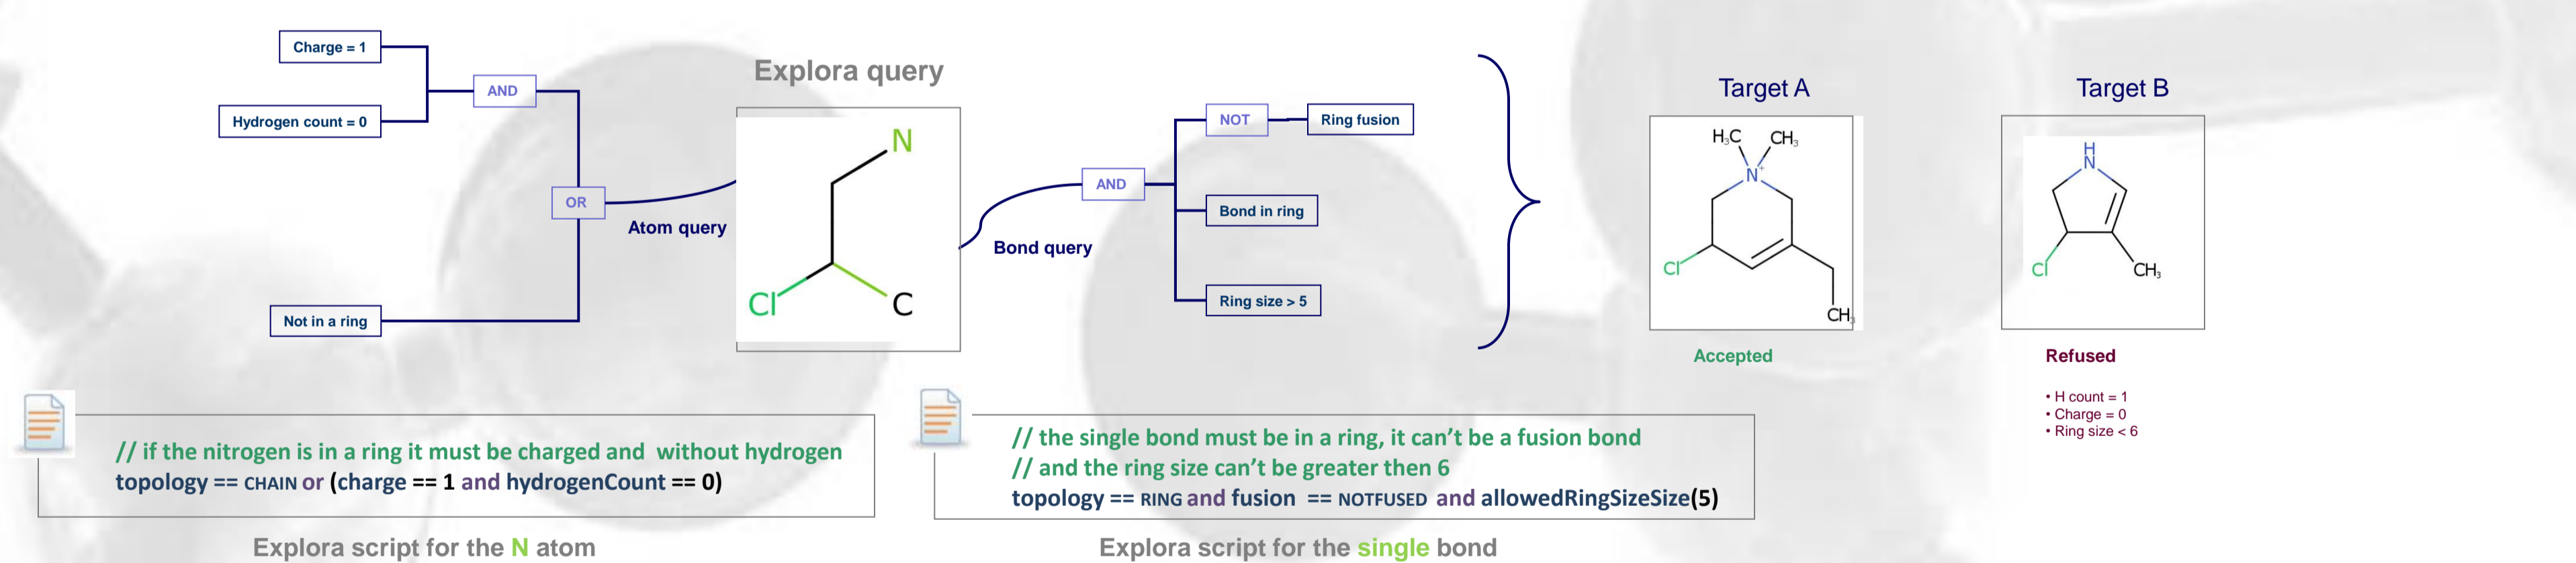 Charge = 1
Hydrogen count = 0
AND
OR
Not in a ring
Atom query
Explora query
N
Cl
C
Bond query
AND
NOT
Ring fusion
Bond in ring
Ring size > 5
Target A
H₃C
CH₃
N⁺
Cl
CH₃
Accepted
Target B
H
N
Cl
CH₃
Refused
• H count = 1
• Charge = 0
• Ring size < 6
// if the nitrogen is in a ring it must be charged and without hydrogen
topology == CHAIN or (charge == 1 and hydrogenCount == 0)
Explora script for the N atom
// the single bond must be in a ring, it can’t be a fusion bond
// and the ring size can’t be greater then 6
topology == RING and fusion == NOTFUSED and allowedRingSizeSize(5)
Explora script for the single bond